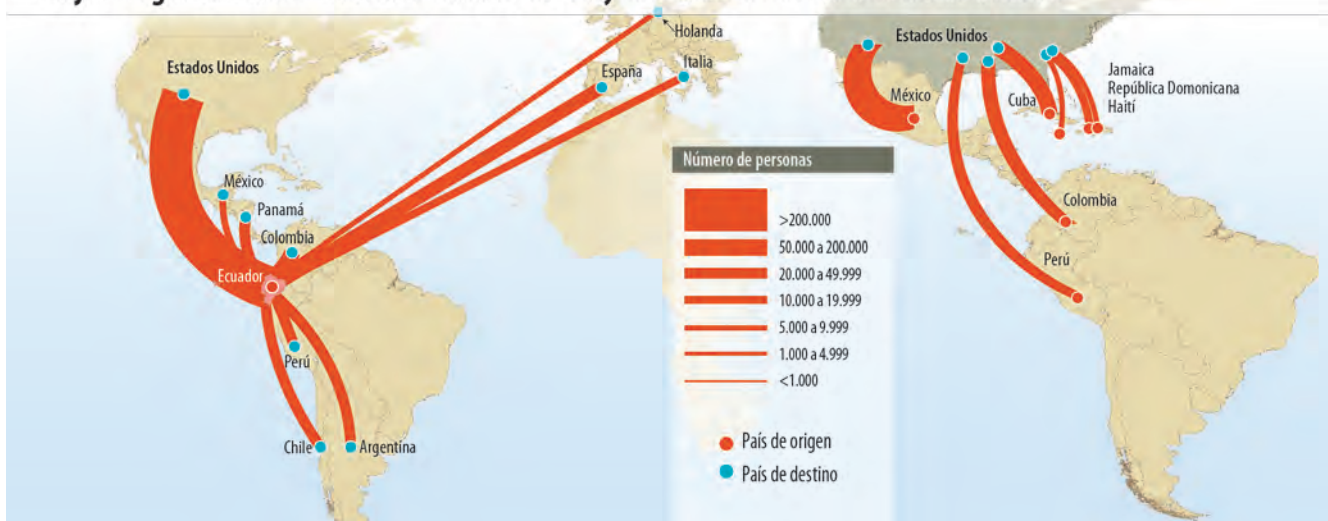 Holanda
Estados Unidos
España
Italia
México
Panamá
Colombia
Ecuador
Perú
Chile
Argentina
Número de personas
>200.000
50.000 a 200.000
20.000 a 49.999
10.000 a 19.999
5.000 a 9.999
1.000 a 4.999
<1.000
País de origen
País de destino
Estados Unidos
México
Cuba
Jamaica
República Domonicana
Haití
Colombia
Perú